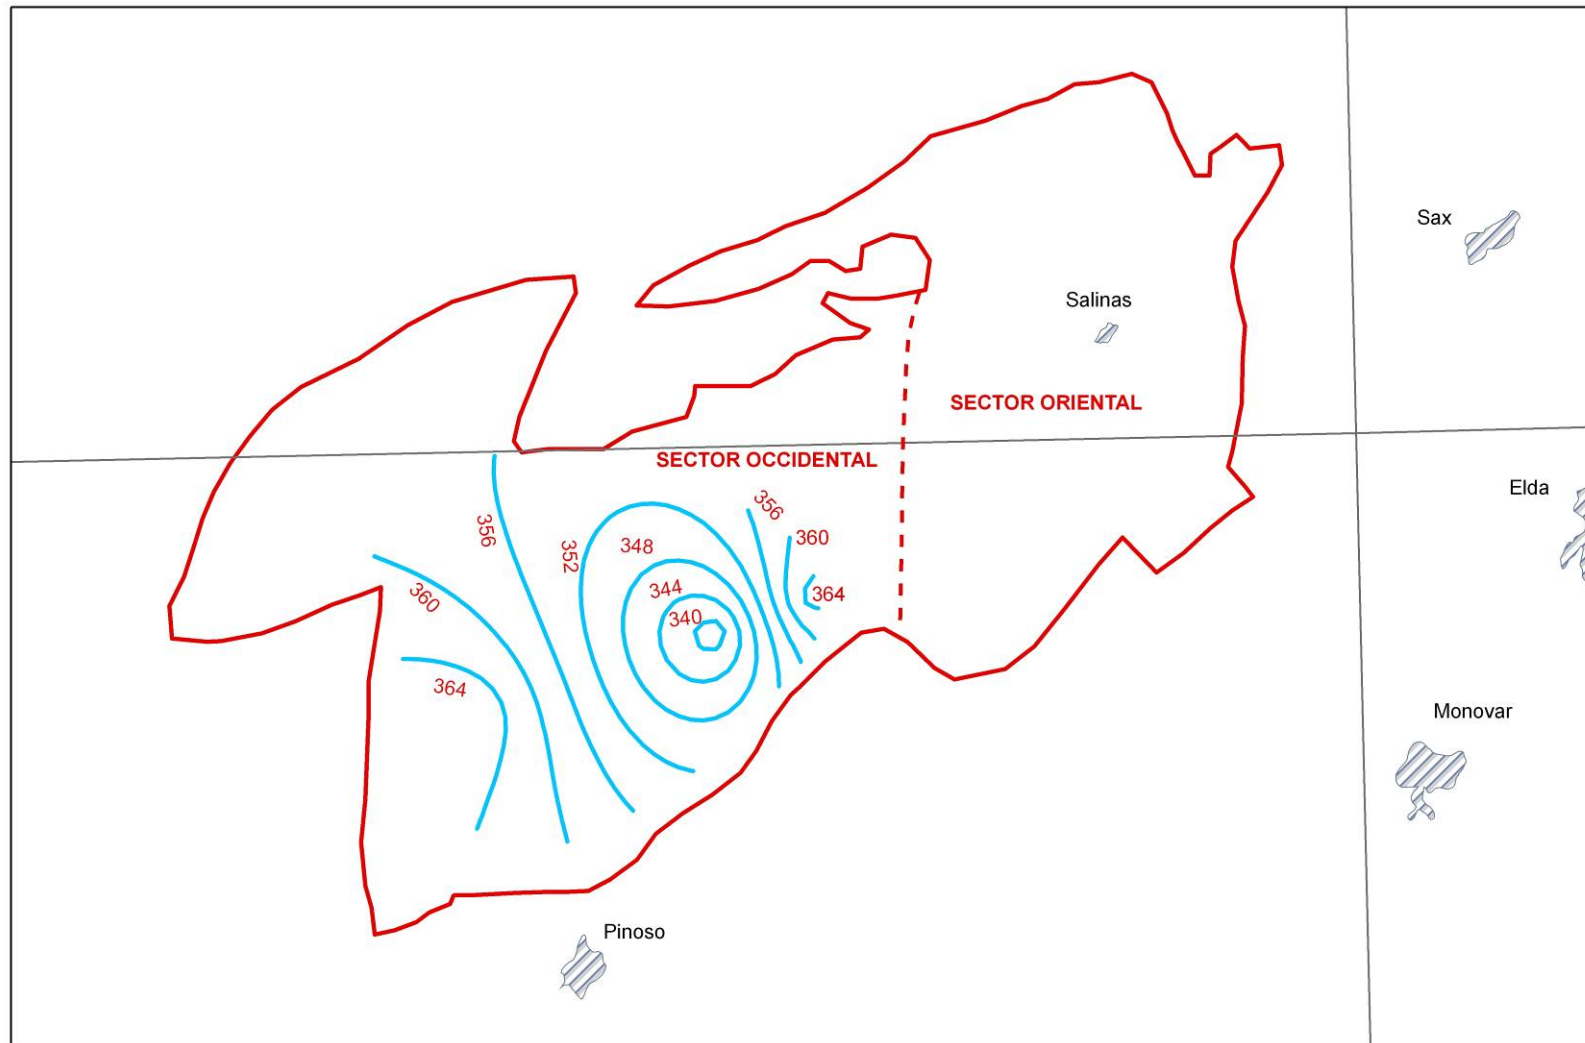 Sax
Salinas
SECTOR ORIENTAL
SECTOR OCCIDENTAL
Elda
356
356
360
352
348
344
364
340
360
364
Monovar
Pinoso